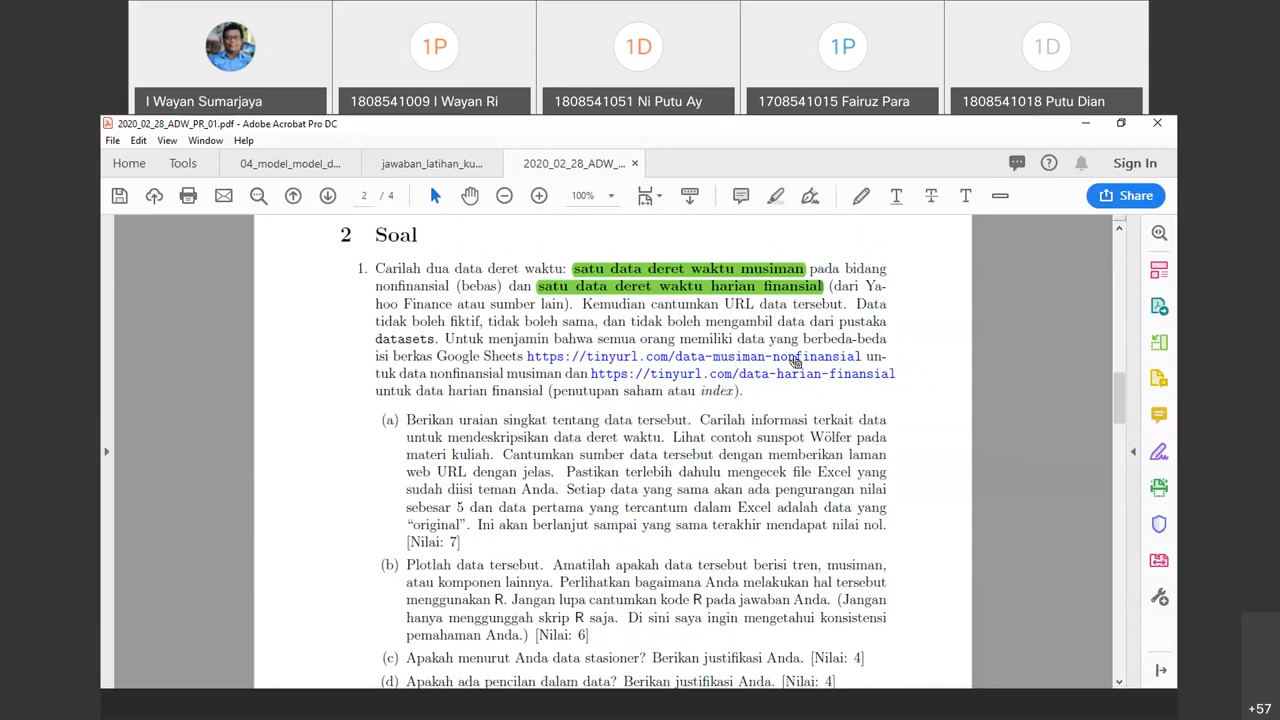 1P
1D
1P
1D
I Wayan Sumarjaya
1808541009 I Wayan Ri
1808541051 Ni Putu Ay
1708541015 Fairuz Para
1808541018 Putu Dian
2020_02_28_ADW_PR_01.pdf - Adobe Acrobat Pro DC
File Edit View Window Help
Home Tools 04_model_model_d... jawaban_latihan_ku... 2020_02_28_ADW_... Sign In
2 / 4 100% Share
2 Soal
1. Carilah dua data deret waktu: satu data deret waktu musiman pada bidang
nonfinansial (bebas) dan satu data deret waktu harian finansial (dari Ya-
hoo Finance atau sumber lain). Kemudian cantumkan URL data tersebut. Data
tidak boleh fiktif, tidak boleh sama, dan tidak boleh mengambil data dari pustaka
datasets. Untuk menjamin bahwa semua orang memiliki data yang berbeda-beda
isi berkas Google Sheets https://tinyurl.com/data-musiman-nonfinansial un-
tuk data nonfinansial musiman dan https://tinyurl.com/data-harian-finansial
untuk data harian finansial (penutupan saham atau index).
(a) Berikan uraian singkat tentang data tersebut. Carilah informasi terkait data
untuk mendeskripsikan data deret waktu. Lihat contoh sunspot Wölfer pada
materi kuliah. Cantumkan sumber data tersebut dengan memberikan laman
web URL dengan jelas. Pastikan terlebih dahulu mengecek file Excel yang
sudah diisi teman Anda. Setiap data yang sama akan ada pengurangan nilai
sebesar 5 dan data pertama yang tercantum dalam Excel adalah data yang
“original”. Ini akan berlanjut sampai yang sama terakhir mendapat nilai nol.
[Nilai: 7]
(b) Plotlah data tersebut. Amatilah apakah data tersebut berisi tren, musiman,
atau komponen lainnya. Perlihatkan bagaimana Anda melakukan hal tersebut
menggunakan R. Jangan lupa cantumkan kode R pada jawaban Anda. (Jangan
hanya mengunggah skrip R saja. Di sini saya ingin mengetahui konsistensi
pemahaman Anda.) [Nilai: 6]
(c) Apakah menurut Anda data stasioner? Berikan justifikasi Anda. [Nilai: 4]
(d) Apakah ada pencilan dalam data? Berikan justifikasi Anda. [Nilai: 4]
+57